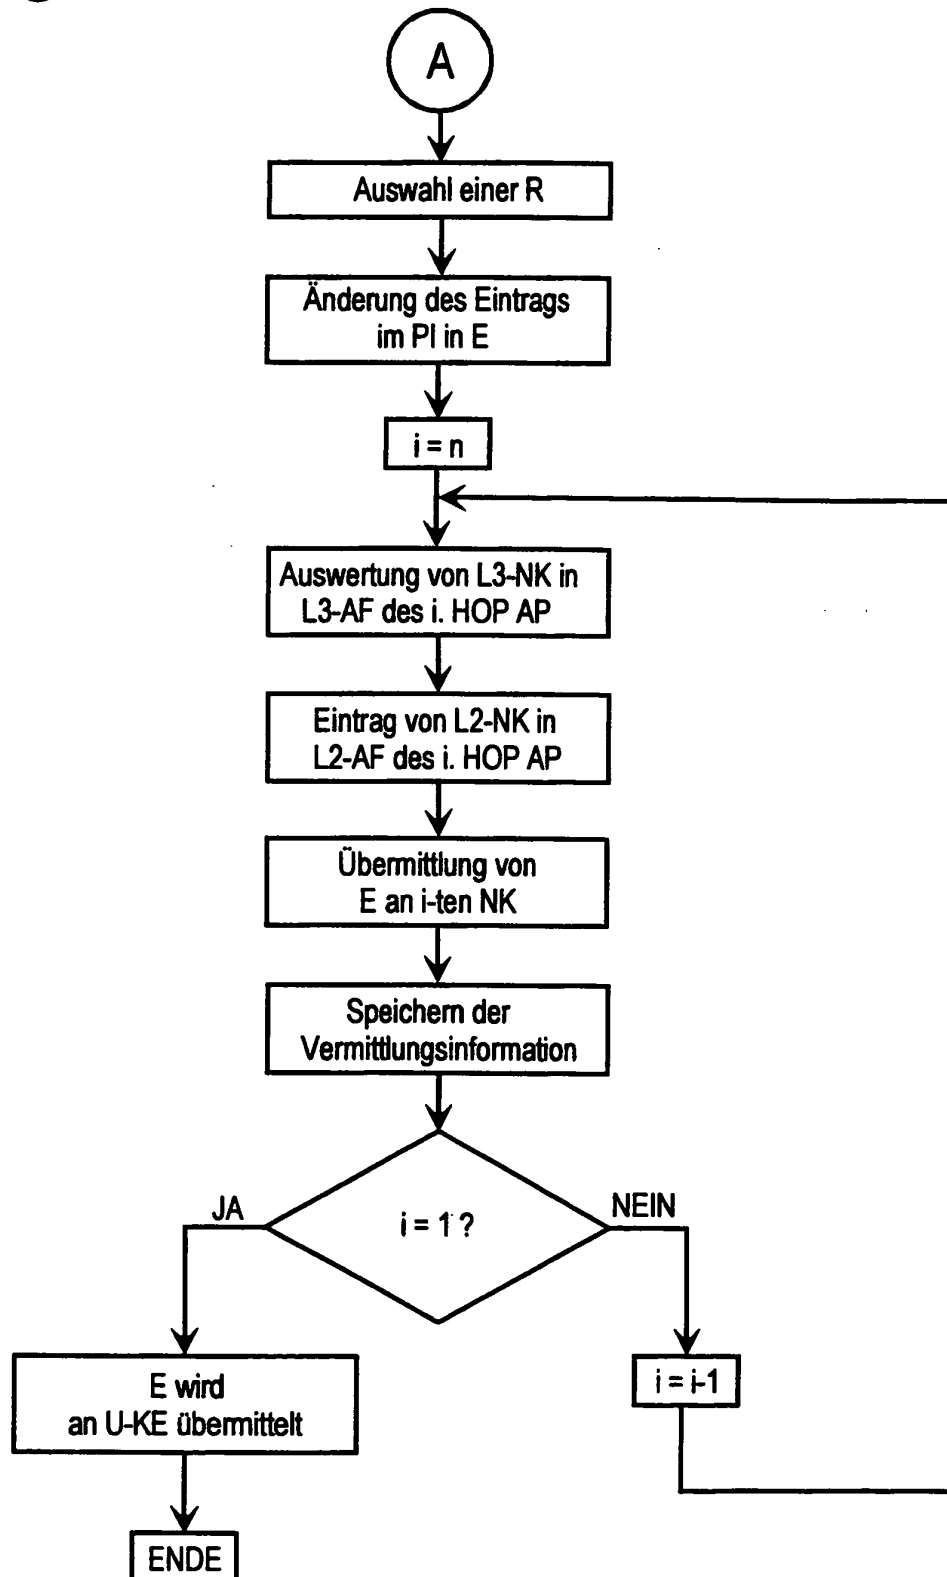 A
Auswahl einer R
Änderung des Eintrags
im PI in E
i = n
Auswertung von L3-NK in
L3-AF des i. HOP AP
Eintrag von L2-NK in
L2-AF des i. HOP AP
Übermittlung von
E an i-ten NK
Speichern der
Vermittlungsinformation
i = 1 ?
JA
NEIN
E wird
an U-KE übermittelt
i = i-1
ENDE